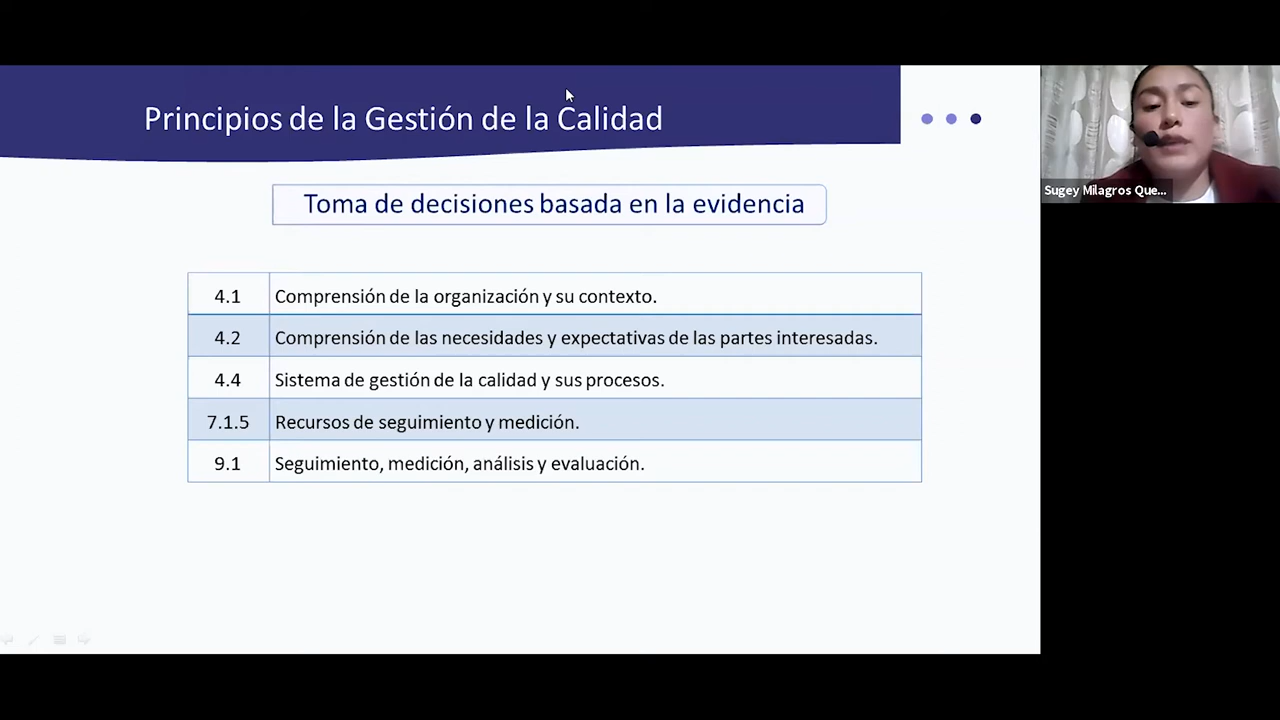 Principios de la Gestión de la Calidad
Toma de decisiones basada en la evidencia
4.1 Comprensión de la organización y su contexto.
4.2 Comprensión de las necesidades y expectativas de las partes interesadas.
4.4 Sistema de gestión de la calidad y sus procesos.
7.1.5 Recursos de seguimiento y medición.
9.1 Seguimiento, medición, análisis y evaluación.
Sugey Milagros Que...